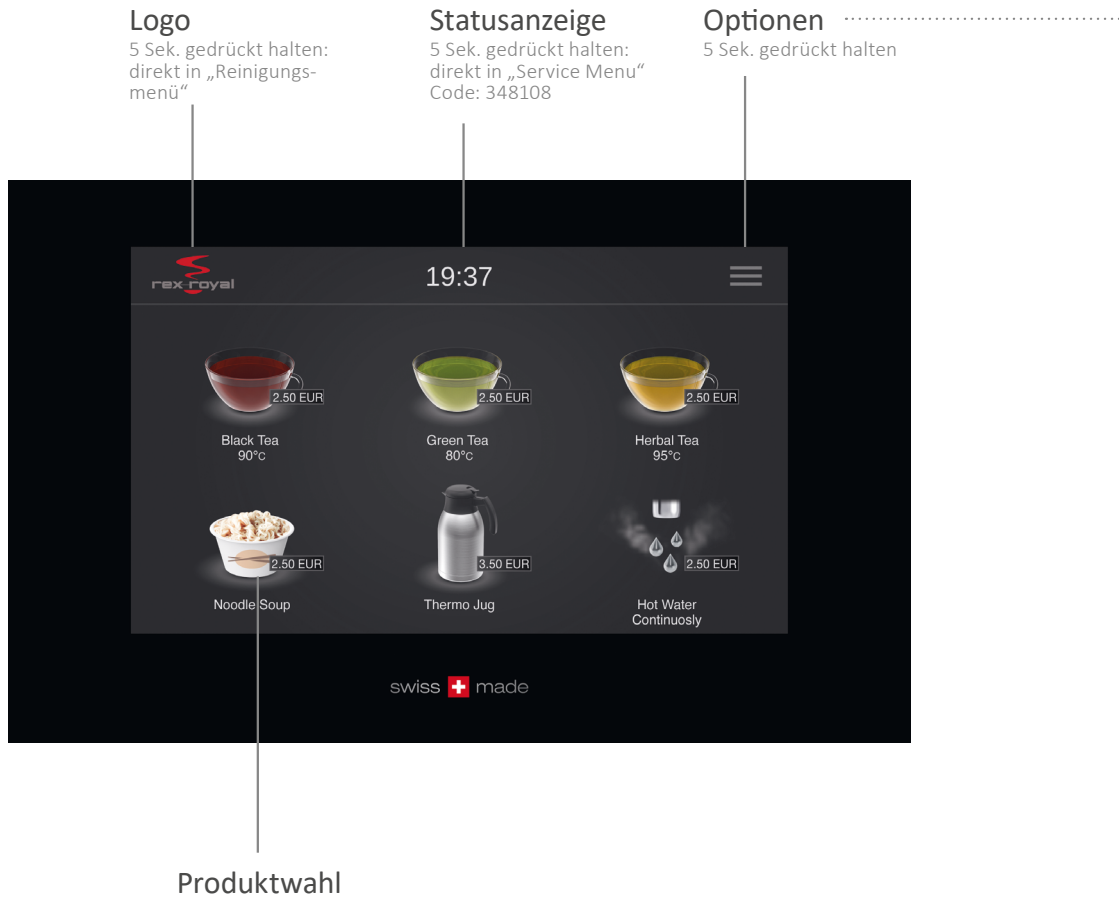 Logo
5 Sek. gedrückt halten:
direkt in „Reinigungs-
menü“
Statusanzeige
5 Sek. gedrückt halten:
direkt in „Service Menu“
Code: 348108
Optionen
5 Sek. gedrückt halten
rex-royal
19:37
2.50 EUR
Black Tea
90°C
2.50 EUR
Green Tea
80°C
2.50 EUR
Herbal Tea
95°C
2.50 EUR
Noodle Soup
3.50 EUR
Thermo Jug
2.50 EUR
Hot Water
Continuosly
swiss made
Produktwahl